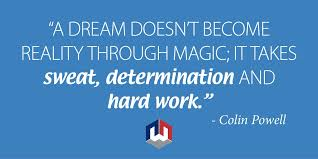 “A DREAM DOESN’T BECOME
REALITY THROUGH MAGIC; IT TAKES
sweat, determination AND
hard work.”
- Colin Powell